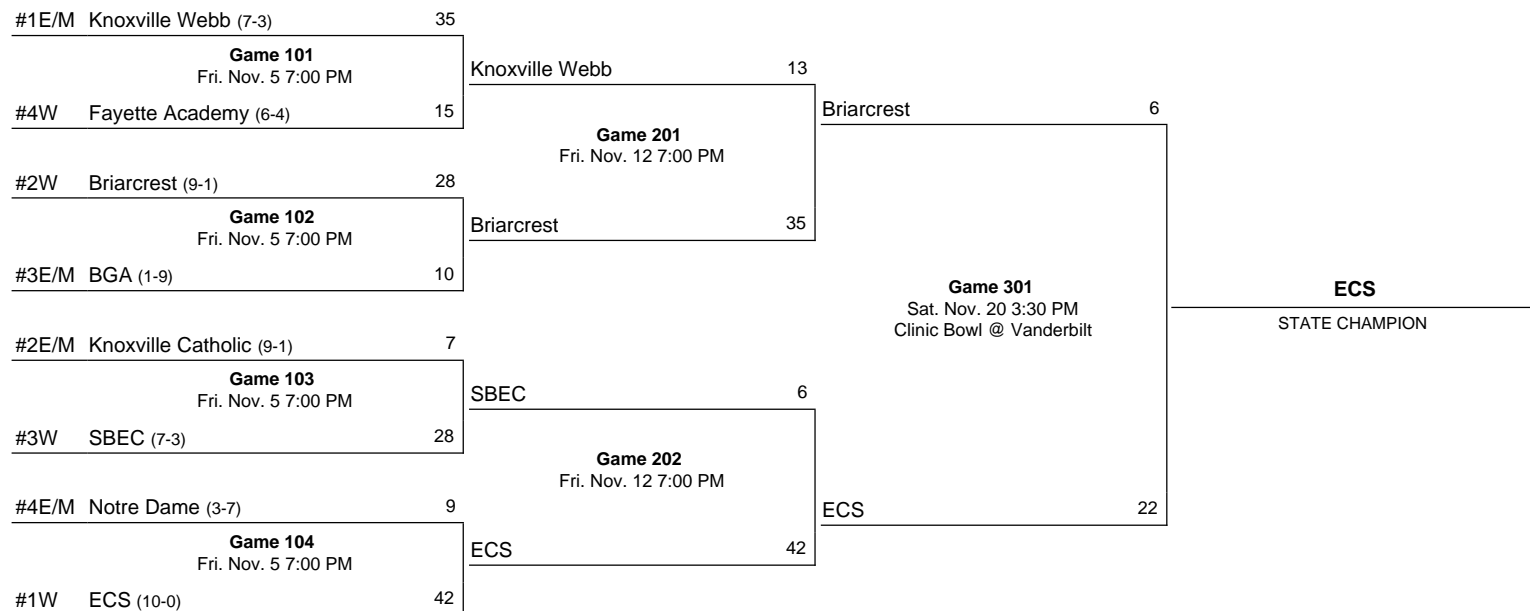 #1E/M Knoxville Webb (7-3) 35
Game 101
Fri. Nov. 5 7:00 PM
#4W Fayette Academy (6-4) 15
#2W Briarcrest (9-1) 28
Game 102
Fri. Nov. 5 7:00 PM
#3E/M BGA (1-9) 10
#2E/M Knoxville Catholic (9-1) 7
Game 103
Fri. Nov. 5 7:00 PM
#3W SBEC (7-3) 28
#4E/M Notre Dame (3-7) 9
Game 104
Fri. Nov. 5 7:00 PM
#1W ECS (10-0) 42
Knoxville Webb 13
Game 201
Fri. Nov. 12 7:00 PM
Briarcrest 35
SBEC 6
Game 202
Fri. Nov. 12 7:00 PM
ECS 42
Briarcrest 6
Game 301
Sat. Nov. 20 3:30 PM
Clinic Bowl @ Vanderbilt
ECS 22
ECS
STATE CHAMPION